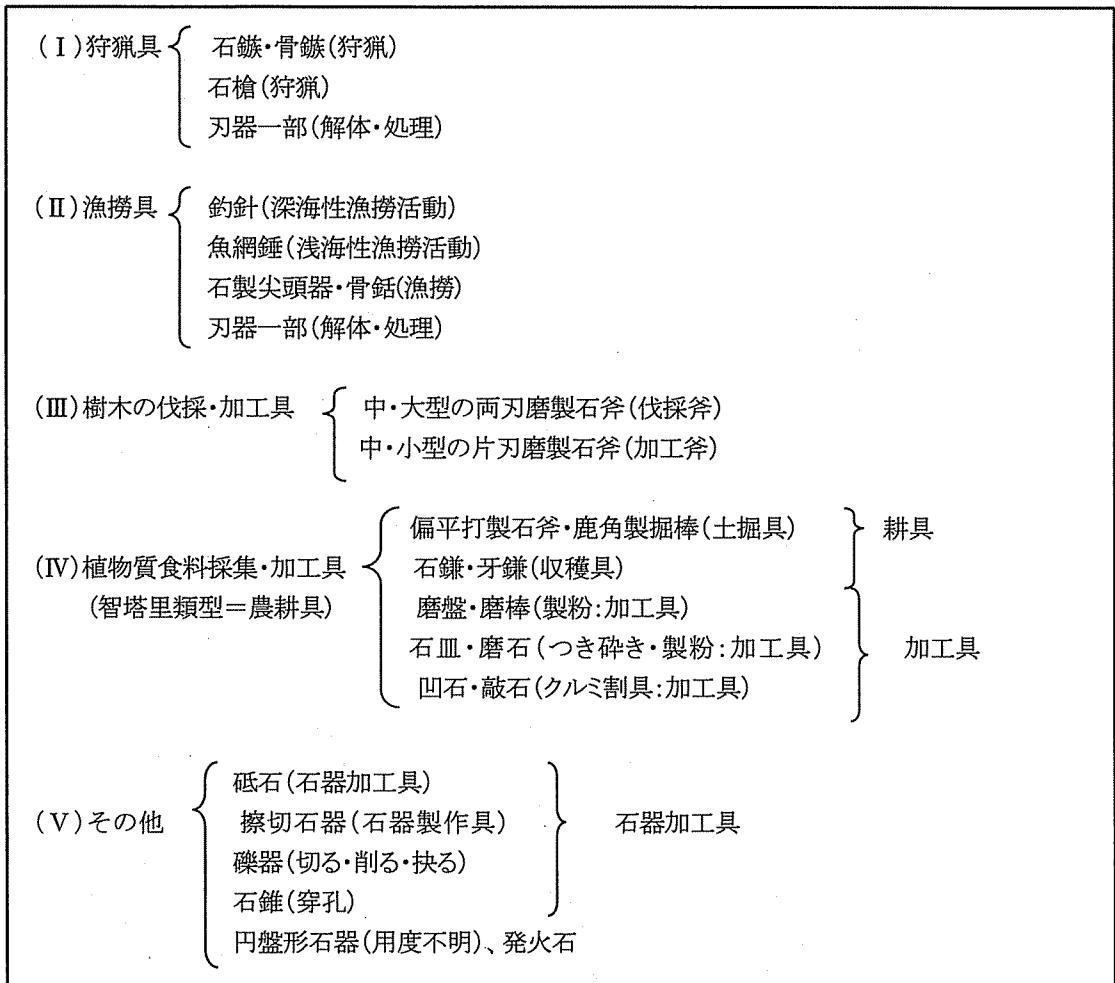 (Ⅰ)狩猟具
石鏃・骨鏃(狩猟)
石槍(狩猟)
刃器一部(解体・処理)
(Ⅱ)漁撈具
釣針(深海性漁撈活動)
魚網錘(浅海性漁撈活動)
石製尖頭器・骨銛(漁撈)
刃器一部(解体・処理)
(Ⅲ)樹木の伐採・加工具
中・大型の両刃磨製石斧(伐採斧)
中・小型の片刃磨製石斧(加工斧)
(Ⅳ)植物質食料採集・加工具
(智塔里類型=農耕具)
偏平打製石斧・鹿角製掘棒(土掘具)
石鎌・牙鎌(収穫具)
耕具
磨盤・磨棒(製粉:加工具)
石皿・磨石(つき砕き・製粉:加工具)
凹石・敲石(クルミ割具:加工具)
加工具
(Ⅴ)その他
砥石(石器加工具)
擦切石器(石器製作具)
礫器(切る・削る・抉る)
石錐(穿孔)
石器加工具
円盤形石器(用度不明)、発火石